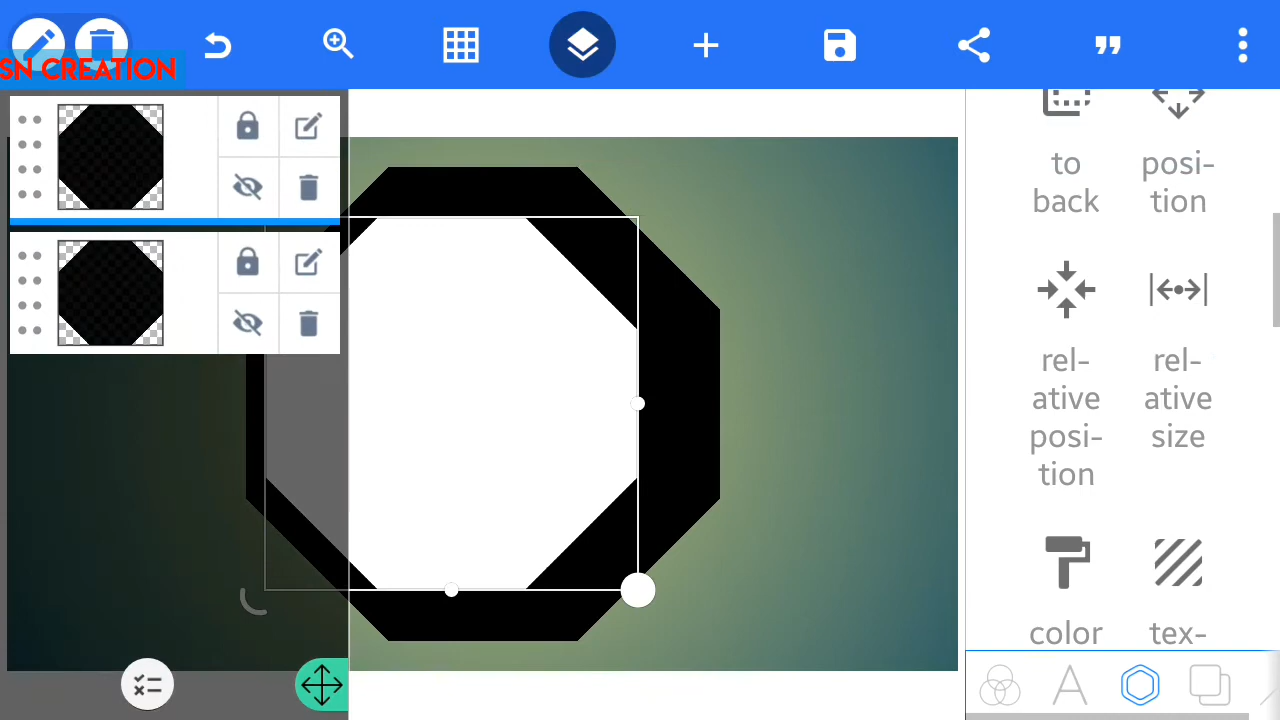 SN CREATION
to
back
posi-
tion
rel-
ative
posi-
tion
rel-
ative
size
color
tex-